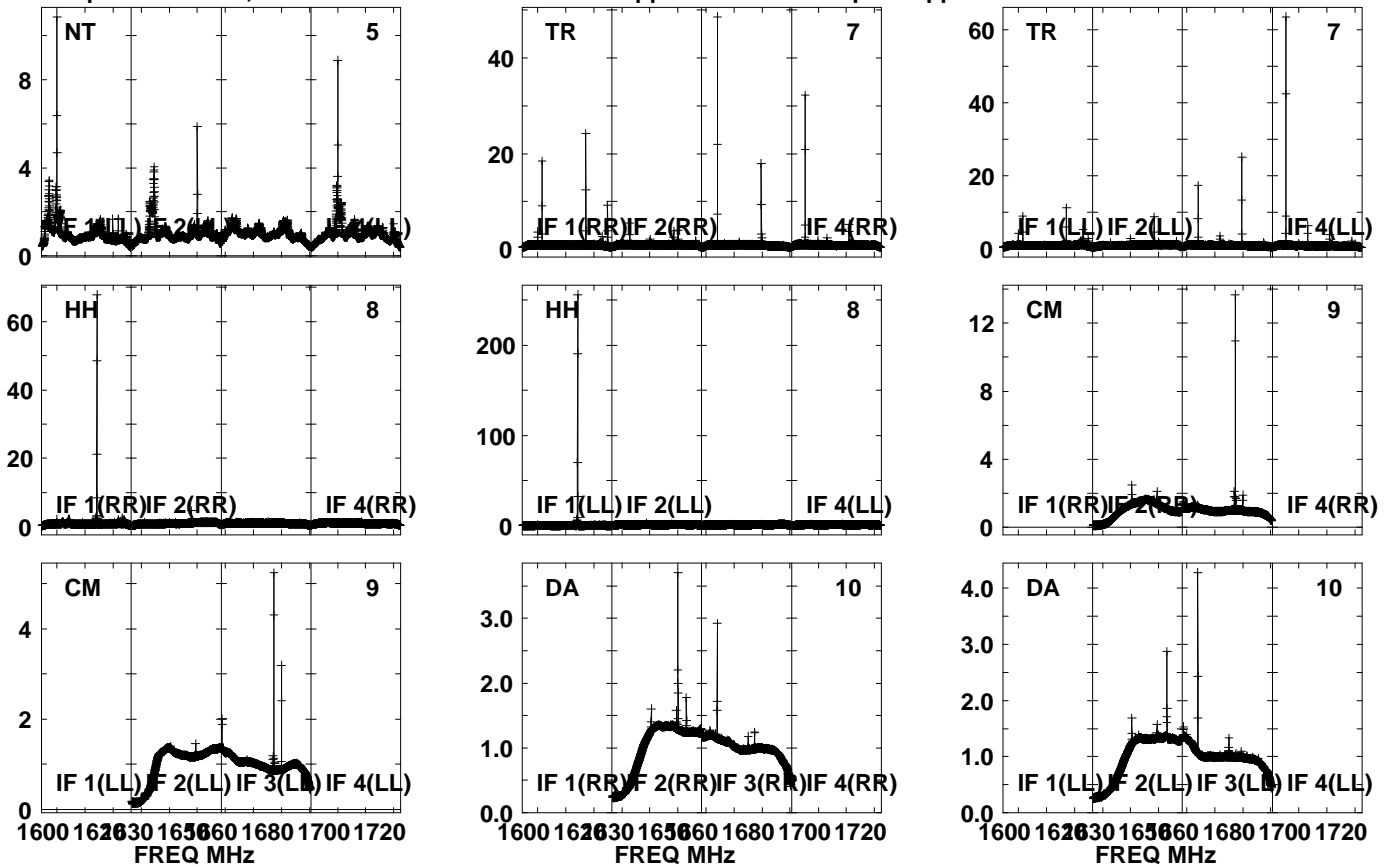 NT 5
8
4
0
IF 1(LL) IF 2(LL) IF 4(LL)
TR 7
40
20
0
IF 1(RR) IF 2(RR) IF 4(RR)
TR 7
60
40
20
0
IF 1(LL) IF 2(LL) IF 4(LL)
HH 8
60
40
20
0
IF 1(RR) IF 2(RR) IF 4(RR)
HH 8
200
100
0
IF 1(LL) IF 2(LL) IF 4(LL)
CM 9
12
8
4
0
IF 1(RR) IF 2(RR) IF 4(RR)
CM 9
4
2
0
IF 1(LL) IF 2(LL) IF 3(LL) IF 4(LL)
1600 1620 1630 1650 1660 1680 1700 1720
FREQ MHz
DA 10
3.0
2.0
1.0
0.0
IF 1(RR) IF 2(RR) IF 3(RR) IF 4(RR)
1600 1620 1630 1650 1660 1680 1700 1720
FREQ MHz
DA 10
4.0
3.0
2.0
1.0
0.0
IF 1(LL) IF 2(LL) IF 3(LL) IF 4(LL)
1600 1620 1630 1650 1660 1680 1700 1720
FREQ MHz